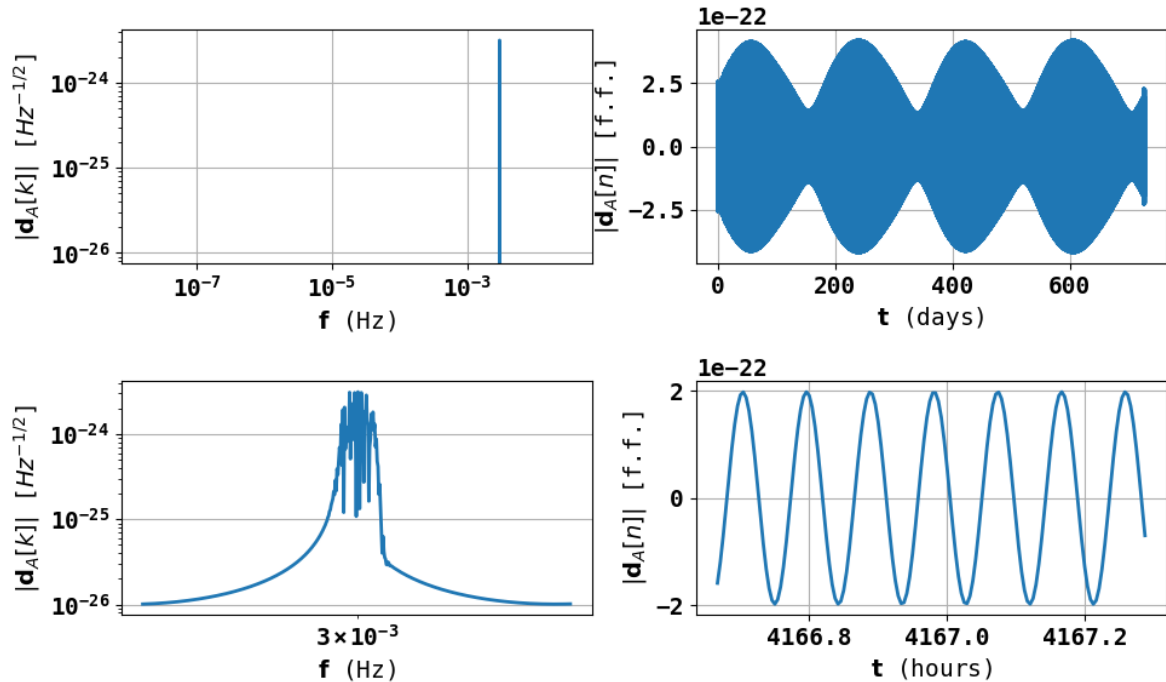 |d_A[k]| [Hz^{-1/2}]
10^{-24}
10^{-25}
10^{-26}
10^{-7}
10^{-5}
10^{-3}
f (Hz)
1e−22
|d_A[n]| [f.f.]
2.5
0.0
−2.5
0
200
400
600
t (days)
|d_A[k]| [Hz^{-1/2}]
10^{-24}
10^{-25}
10^{-26}
3×10^{-3}
f (Hz)
1e−22
|d_A[n]| [f.f.]
2
0
−2
4166.8
4167.0
4167.2
t (hours)